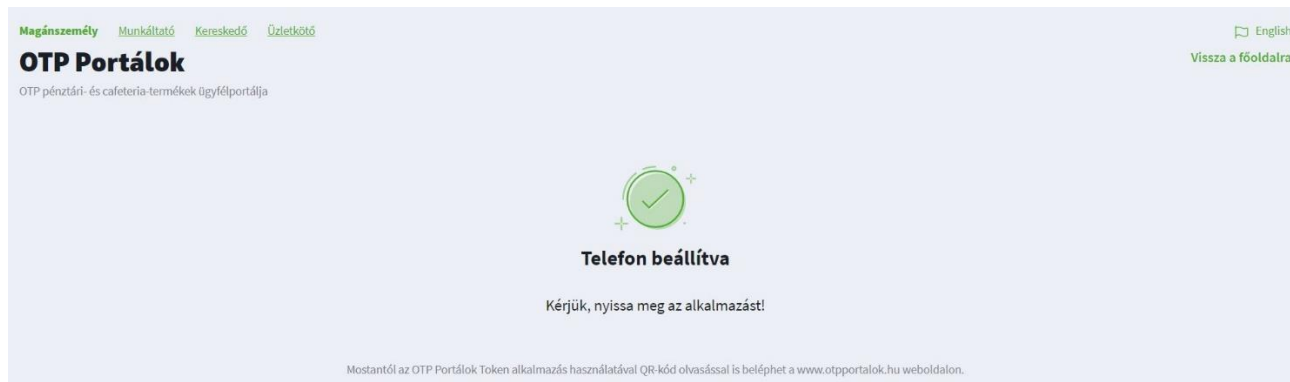 Magánszemély Munkáltató Kereskedő Üzletkötő
English
OTP Portálok
Vissza a főoldalra
OTP pénztári- és cafeteria-termékek ügyfélportálja
Telefon beállítva
Kérjük, nyissa meg az alkalmazást!
Mostantól az OTP Portálok Token alkalmazás használatával QR-kód olvasással is beléphet a www.otpportalok.hu weboldalon.